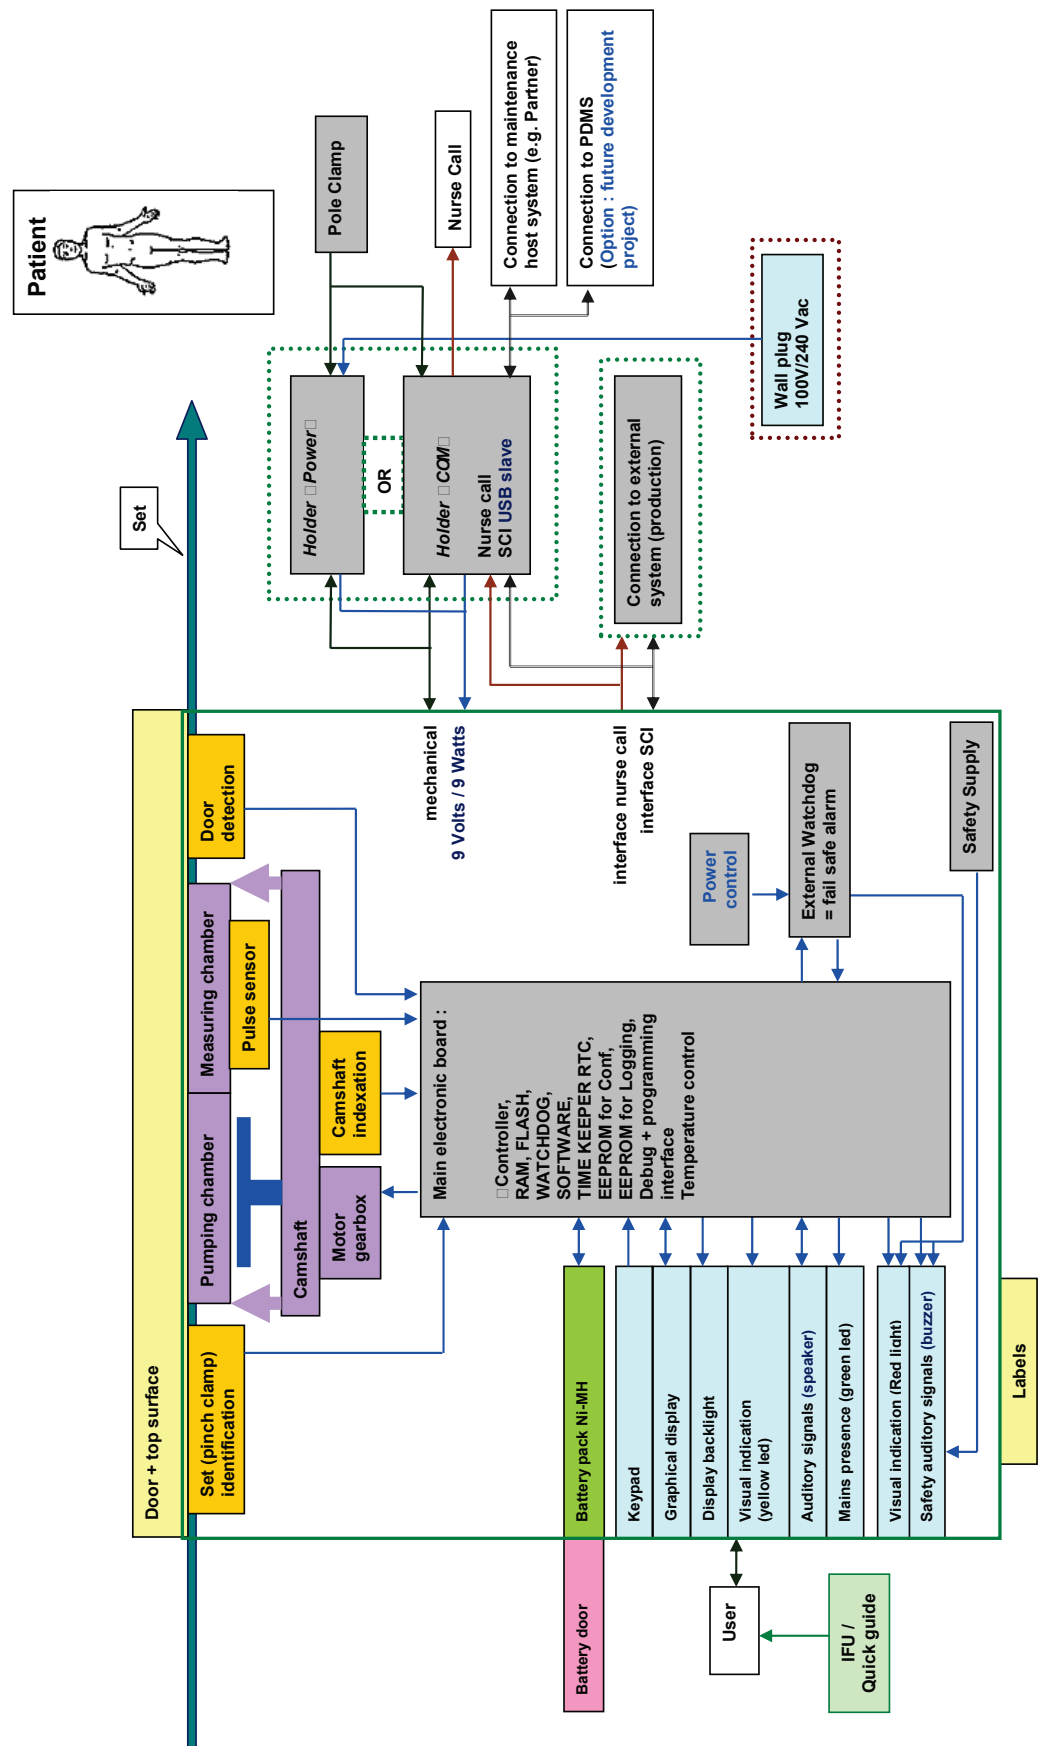 Patient
Set
Pole Clamp
Nurse Call
Connection to maintenance
host system (e.g. Partner)
Connection to PDMS
(Option : future development
project)
Holder □Power□
OR
Holder □COM□
Nurse call
SCI USB slave
Connection to external
system (production)
Wall plug
100V/240 Vac
Door + top surface
Set (pinch clamp)
identification
Pumping chamber
Measuring chamber
Pulse sensor
Door
detection
Camshaft
Motor
gearbox
Camshaft
indexation
mechanical
9 Volts / 9 Watts
interface nurse call
interface SCI
Main electronic board :
□Controller,
RAM, FLASH,
WATCHDOG,
SOFTWARE,
TIME KEEPER RTC,
EEPROM for Conf,
EEPROM for Logging,
Debug + programming
interface
Temperature control
Power
control
External Watchdog
= fail safe alarm
Safety Supply
Battery door
Battery pack Ni-MH
Keypad
Graphical display
Display backlight
Visual indication
(yellow led)
Auditory signals (speaker)
Mains presence (green led)
Visual indication (Red light)
Safety auditory signals (buzzer)
User
IFU /
Quick guide
Labels